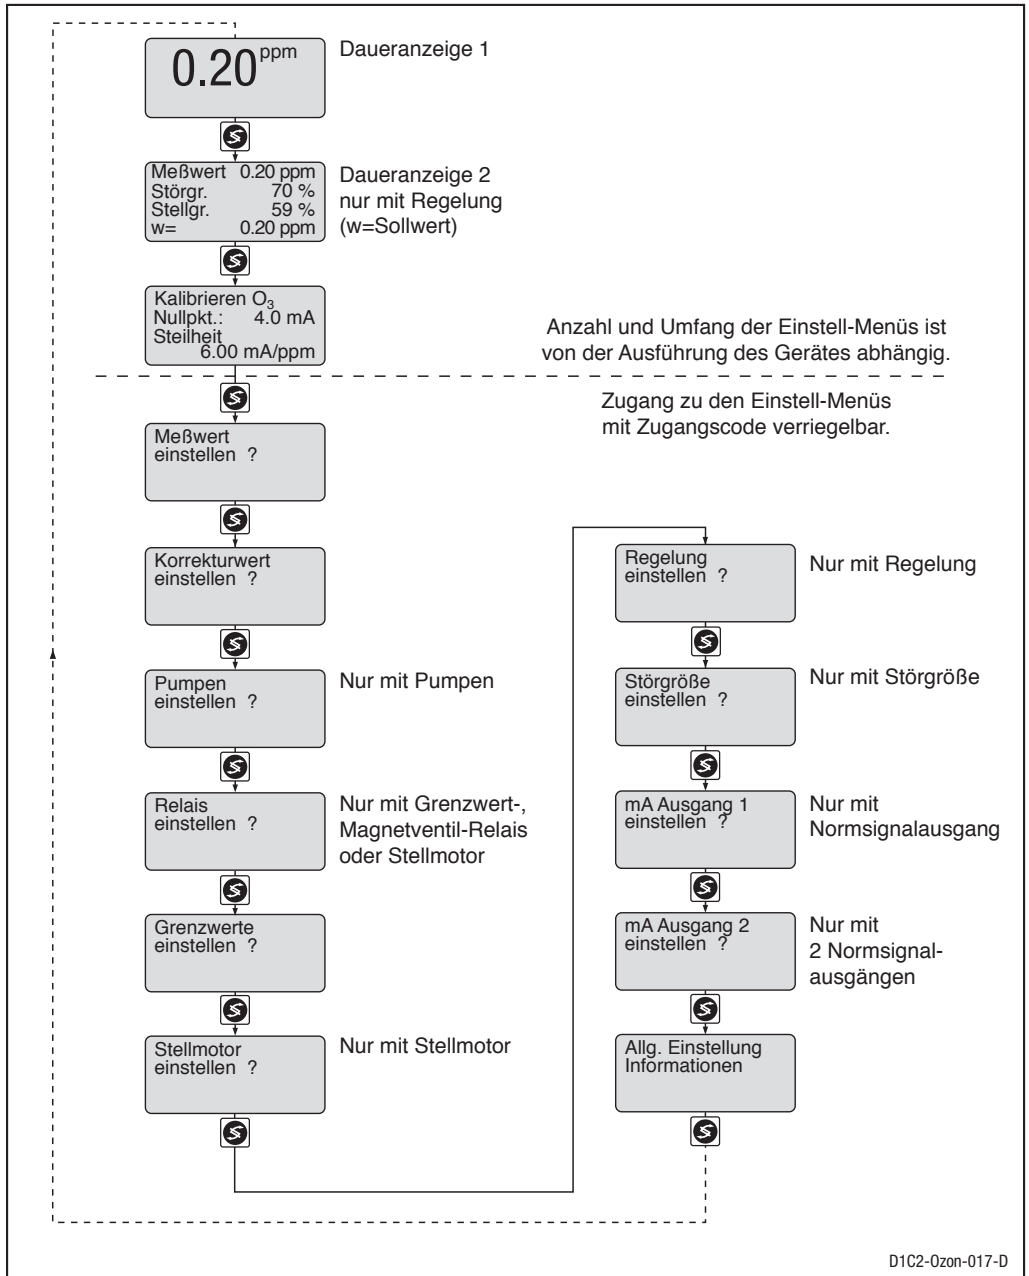 0.20 ppm
Daueranzeige 1
Meßwert 0.20 ppm
Störgr. 70 %
Stellgr. 59 %
w= 0.20 ppm
Daueranzeige 2
nur mit Regelung
(w=Sollwert)
Kalibrieren O3
Nullpkt.: 4.0 mA
Steilheit
6.00 mA/ppm
Anzahl und Umfang der Einstell-Menüs ist
von der Ausführung des Gerätes abhängig.
Zugang zu den Einstell-Menüs
mit Zugangscode verriegelbar.
Meßwert
einstellen ?
Korrekturwert
einstellen ?
Pumpen
einstellen ?
Nur mit Pumpen
Relais
einstellen ?
Nur mit Grenzwert-,
Magnetventil-Relais
oder Stellmotor
Grenzwerte
einstellen ?
Stellmotor
einstellen ?
Nur mit Stellmotor
Regelung
einstellen ?
Nur mit Regelung
Störgröße
einstellen ?
Nur mit Störgröße
mA Ausgang 1
einstellen ?
Nur mit
Normsignalausgang
mA Ausgang 2
einstellen ?
Nur mit
2 Normsignal-
ausgängen
Allg. Einstellung
Informationen
D1C2-Ozon-017-D